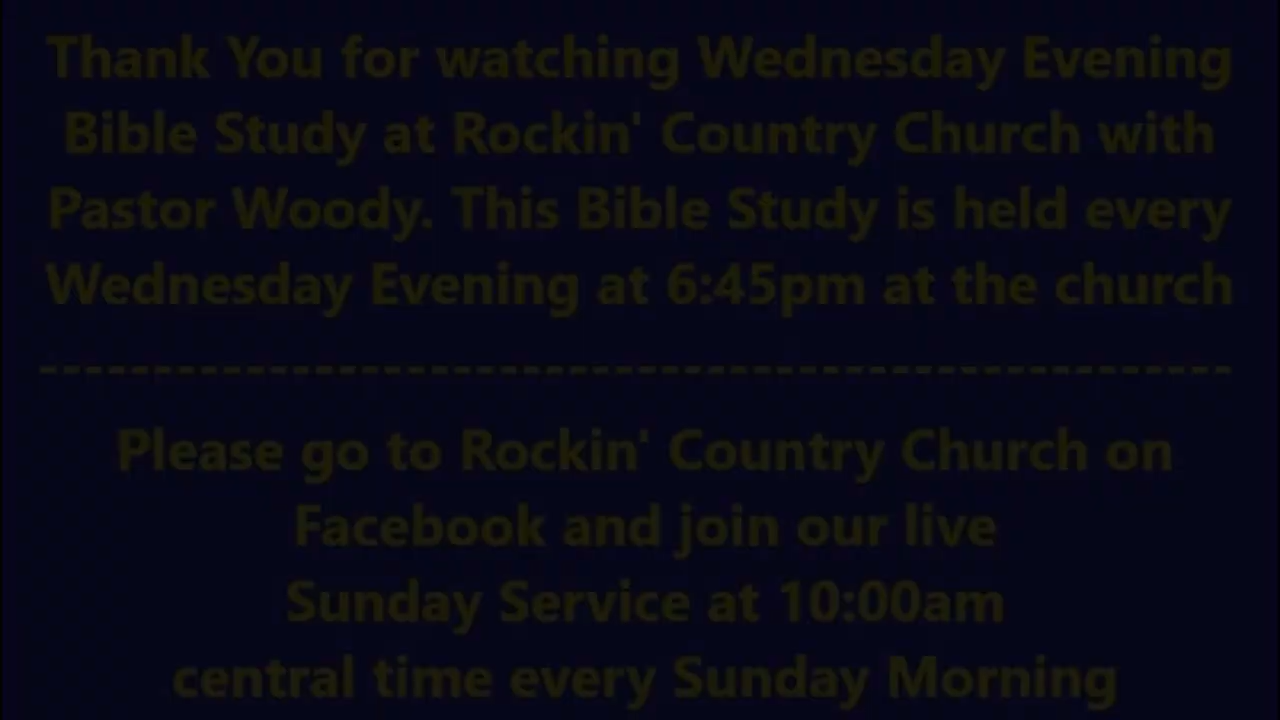 Thank You for watching Wednesday Evening
Bible Study at Rockin' Country Church with
Pastor Woody. This Bible Study is held every
Wednesday Evening at 6:45pm at the church
----------------------------------------------------
Please go to Rockin' Country Church on
Facebook and join our live
Sunday Service at 10:00am
central time every Sunday Morning